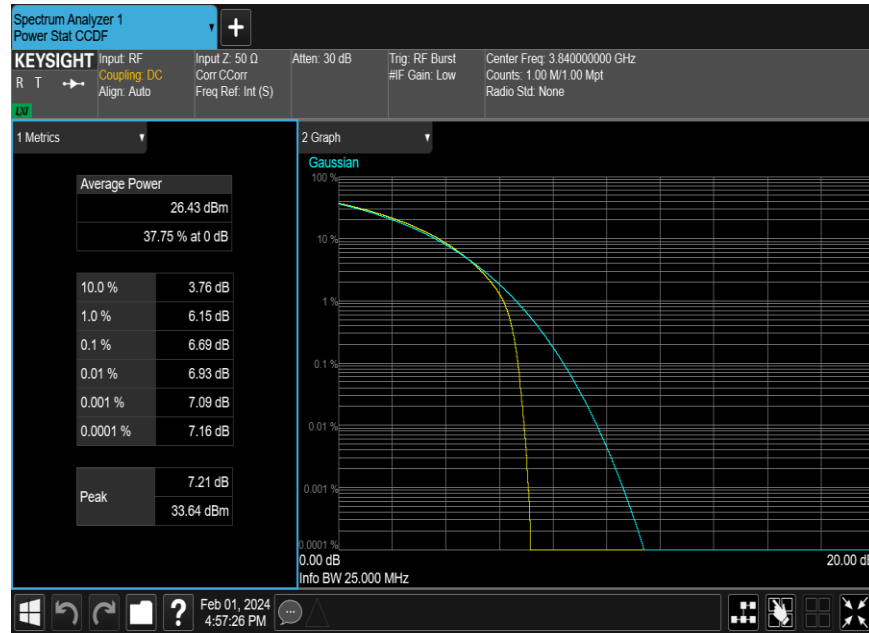 Spectrum Analyzer 1
Power Stat CCDF
+
KEYSIGHT
R T
LXI
Input: RF
Coupling: DC
Align: Auto
Input Z: 50 Ω
Corr CCorr
Freq Ref: Int (S)
Atten: 30 dB
Trig: RF Burst
#IF Gain: Low
Center Freq: 3.840000000 GHz
Counts: 1.00 M/1.00 Mpt
Radio Std: None
1 Metrics
Average Power
26.43 dBm
37.75 % at 0 dB
10.0 % 3.76 dB
1.0 % 6.15 dB
0.1 % 6.69 dB
0.01 % 6.93 dB
0.001 % 7.09 dB
0.0001 % 7.16 dB
Peak
7.21 dB
33.64 dBm
2 Graph
Gaussian
100 %
10 %
1 %
0.1 %
0.01 %
0.001 %
0.0001 %
0.00 dB
20.00 dB
Info BW 25.000 MHz
?
Feb 01, 2024
4:57:26 PM